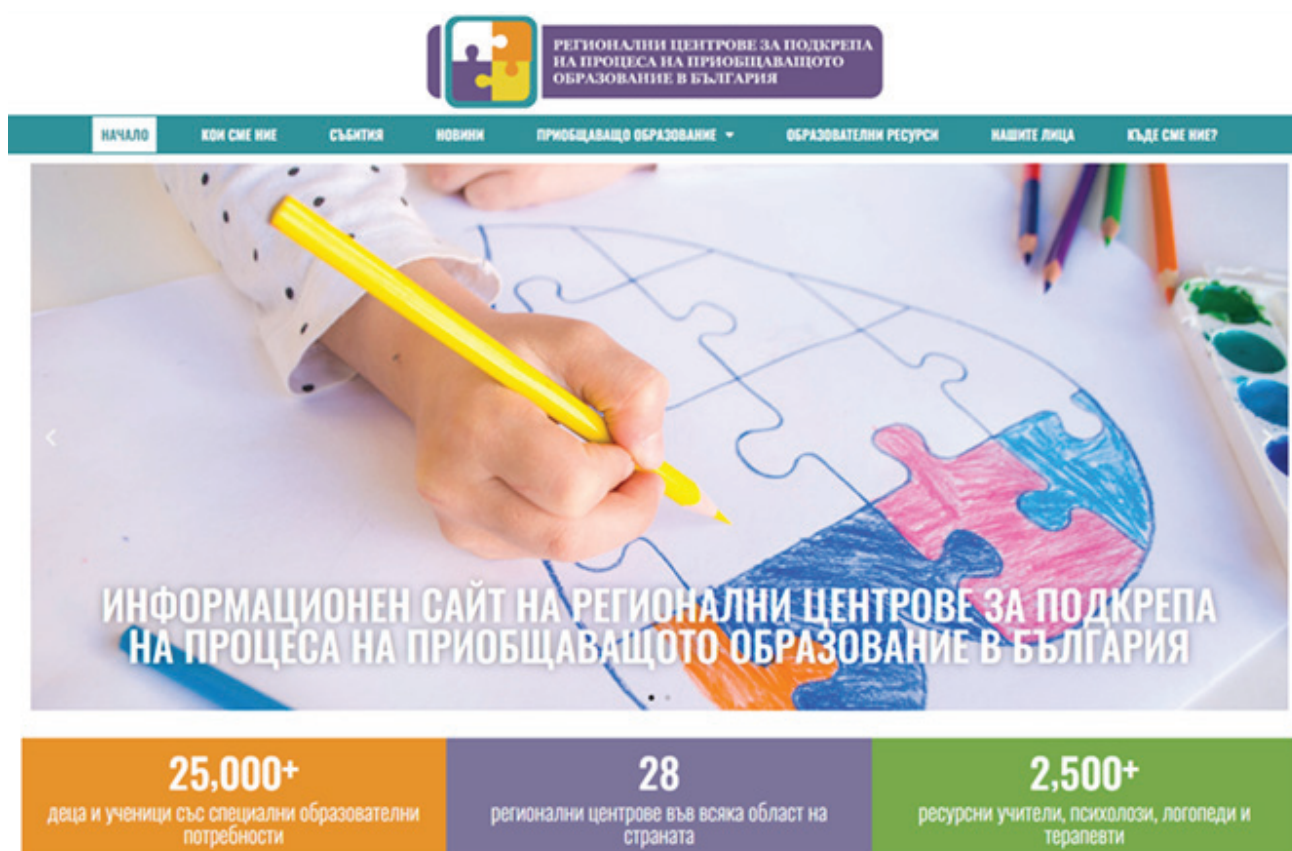 РЕГИОНАЛНИ ЦЕНТРОВЕ ЗА ПОДКРЕПА
НА ПРОЦЕСА НА ПРИОБЩАВАЩОТО
ОБРАЗОВАНИЕ В БЪЛГАРИЯ
НАЧАЛО КОИ СМЕ НИЕ СЪБИТИЯ НОВИНИ ПРИОБЩАВАЩО ОБРАЗОВАНИЕ ОБРАЗОВАТЕЛНИ РЕСУРСИ НАШИТЕ ЛИЦА КЪДЕ СМЕ НИЕ?
ИНФОРМАЦИОНЕН САЙТ НА РЕГИОНАЛНИ ЦЕНТРОВЕ ЗА ПОДКРЕПА
НА ПРОЦЕСА НА ПРИОБЩАВАЩОТО ОБРАЗОВАНИЕ В БЪЛГАРИЯ
25,000+
деца и ученици със специални образователни
потребности
28
регионални центрове във всяка област на
страната
2,500+
ресурсни учители, психолози, логопеди и
терапевти